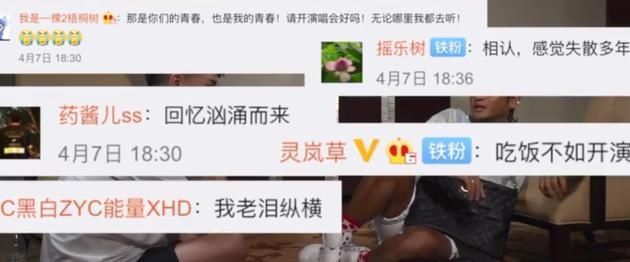 我是一棵2梧桐树：那是你们的青春，也是我的青春！请开演唱会好吗！无论哪里我都去听！
4月7日 18:30
摇乐树 铁粉：相认，感觉失散多年
4月7日 18:36
药酱儿ss：回忆汹涌而来
4月7日 18:30
灵岚草 V 6 铁粉：吃饭不如开演
C黑白ZYC能量XHD：我老泪纵横